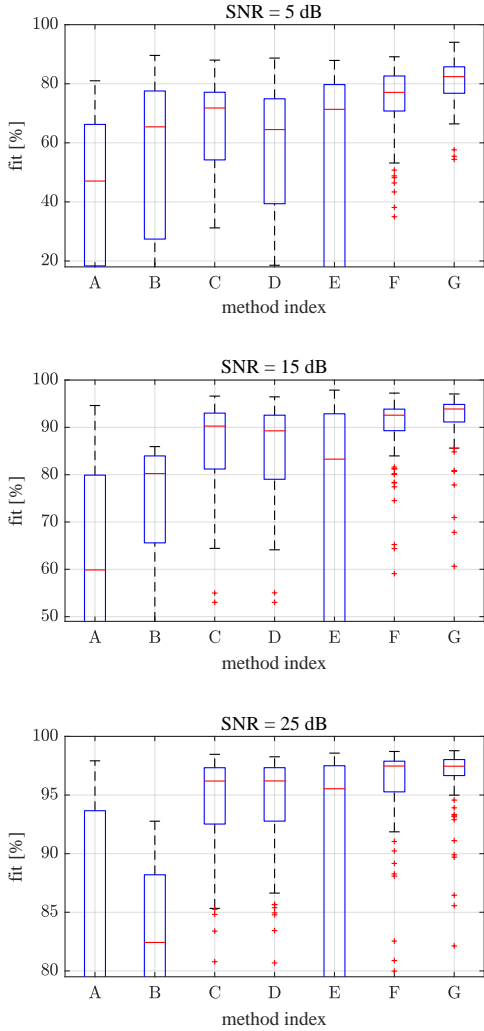 SNR = 5 dB
100
80
60
40
20
fit [%]
A B C D E F G
method index
SNR = 15 dB
100
90
80
70
60
50
fit [%]
A B C D E F G
method index
SNR = 25 dB
100
95
90
85
80
fit [%]
A B C D E F G
method index